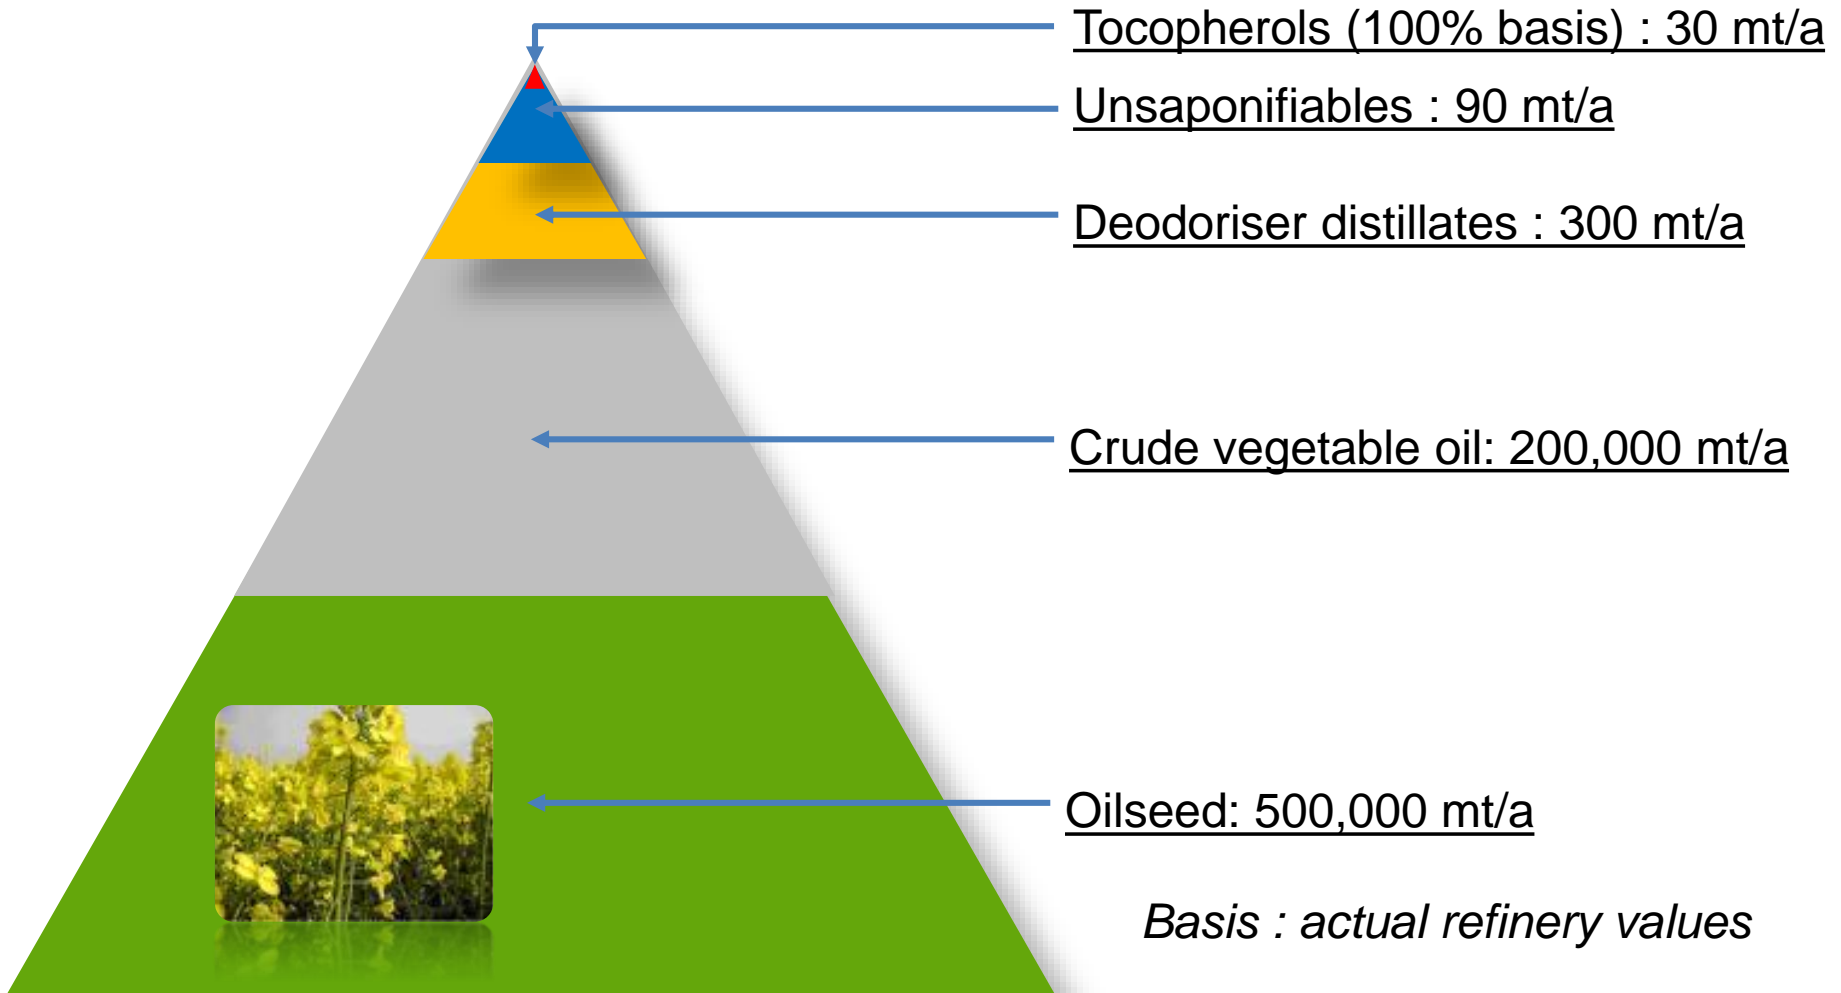 Tocopherols (100% basis) : 30 mt/a
Unsaponifiables : 90 mt/a
Deodoriser distillates : 300 mt/a
Crude vegetable oil: 200,000 mt/a
Oilseed: 500,000 mt/a
Basis : actual refinery values